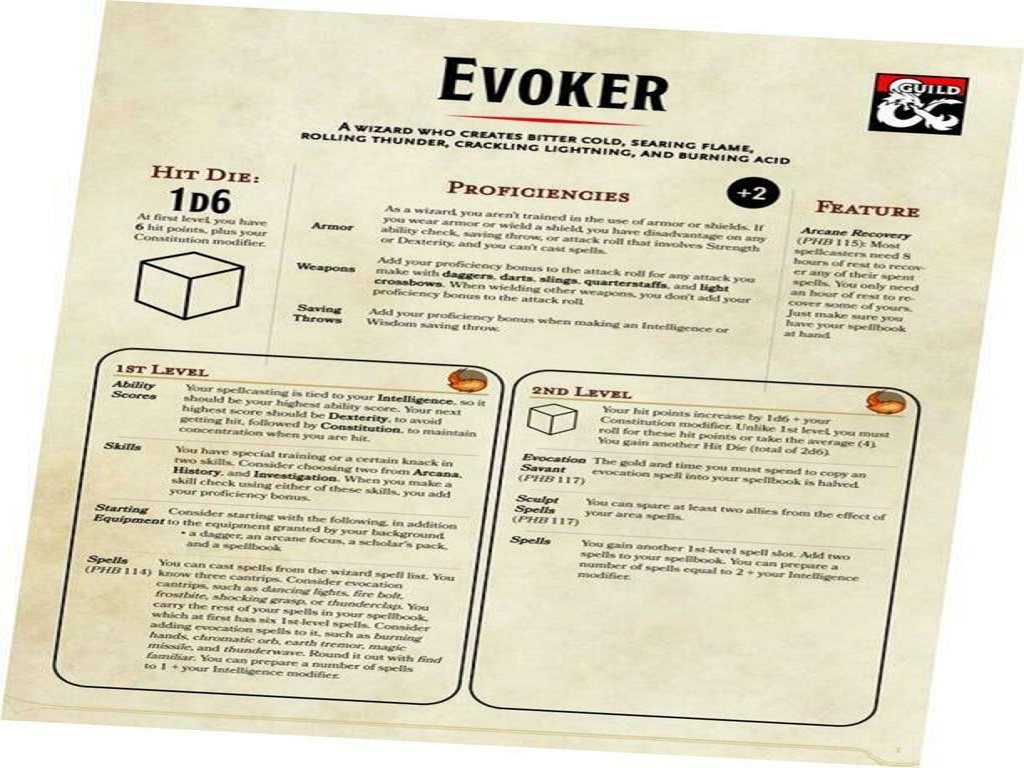 EVOKER
GUILD
A WIZARD WHO CREATES BITTER COLD, SEARING FLAME,
ROLLING THUNDER, CRACKLING LIGHTNING, AND BURNING ACID
HIT DIE:
1D6
At first level, you have
6 hit points, plus your
Constitution modifier.
PROFICIENCIES
+2
Armor
As a wizard, you aren't trained in the use of armor or shields. If
you wear armor or wield a shield, you have disadvantage on any
ability check, saving throw, or attack roll that involves Strength
or Dexterity, and you can't cast spells.
Weapons
Add your proficiency bonus to the attack roll for any attack you
make with daggers, darts, slings, quarterstaffs, and light
crossbows. When wielding other weapons, you don't add your
proficiency bonus to the attack roll.
Saving
Throws
Add your proficiency bonus when making an Intelligence or
Wisdom saving throw.
FEATURE
Arcane Recovery
(PHB 115): Most
spellcasters need 8
hours of rest to recov-
er any of their spent
spells. You only need
an hour of rest to re-
cover some of yours.
Just make sure you
have your spellbook
at hand.
1ST LEVEL
Ability
Scores
Your spellcasting is tied to your Intelligence, so it
should be your highest ability score. Your next
highest score should be Dexterity, to avoid
getting hit, followed by Constitution, to maintain
concentration when you are hit.
Skills
You have special training or a certain knack in
two skills. Consider choosing two from Arcana,
History, and Investigation. When you make a
skill check using either of these skills, you add
your proficiency bonus.
Starting
Equipment
Consider starting with the following, in addition
to the equipment granted by your background.
• a dagger, an arcane focus, a scholar's pack,
and a spellbook
Spells
(PHB 114)
You can cast spells from the wizard spell list. You
know three cantrips. Consider evocation
cantrips, such as dancing lights, fire bolt,
frostbite, shocking grasp, or thunderclap. You
carry the rest of your spells in your spellbook,
which at first has six 1st-level spells. Consider
adding evocation spells to it, such as burning
hands, chromatic orb, earth tremor, magic
missile, and thunderwave. Round it out with find
familiar. You can prepare a number of spells
to 1 + your Intelligence modifier.
2ND LEVEL
Your hit points increase by 1d6 + your
Constitution modifier. Unlike 1st level, you must
roll for these hit points or take the average (4).
You gain another Hit Die (total of 2d6).
Evocation
Savant
(PHB 117)
The gold and time you must spend to copy an
evocation spell into your spellbook is halved.
Sculpt
Spells
(PHB 117)
You can spare at least two allies from the effect of
your area spells.
Spells
You gain another 1st-level spell slot. Add two
spells to your spellbook. You can prepare a
number of spells equal to 2 + your Intelligence
modifier.